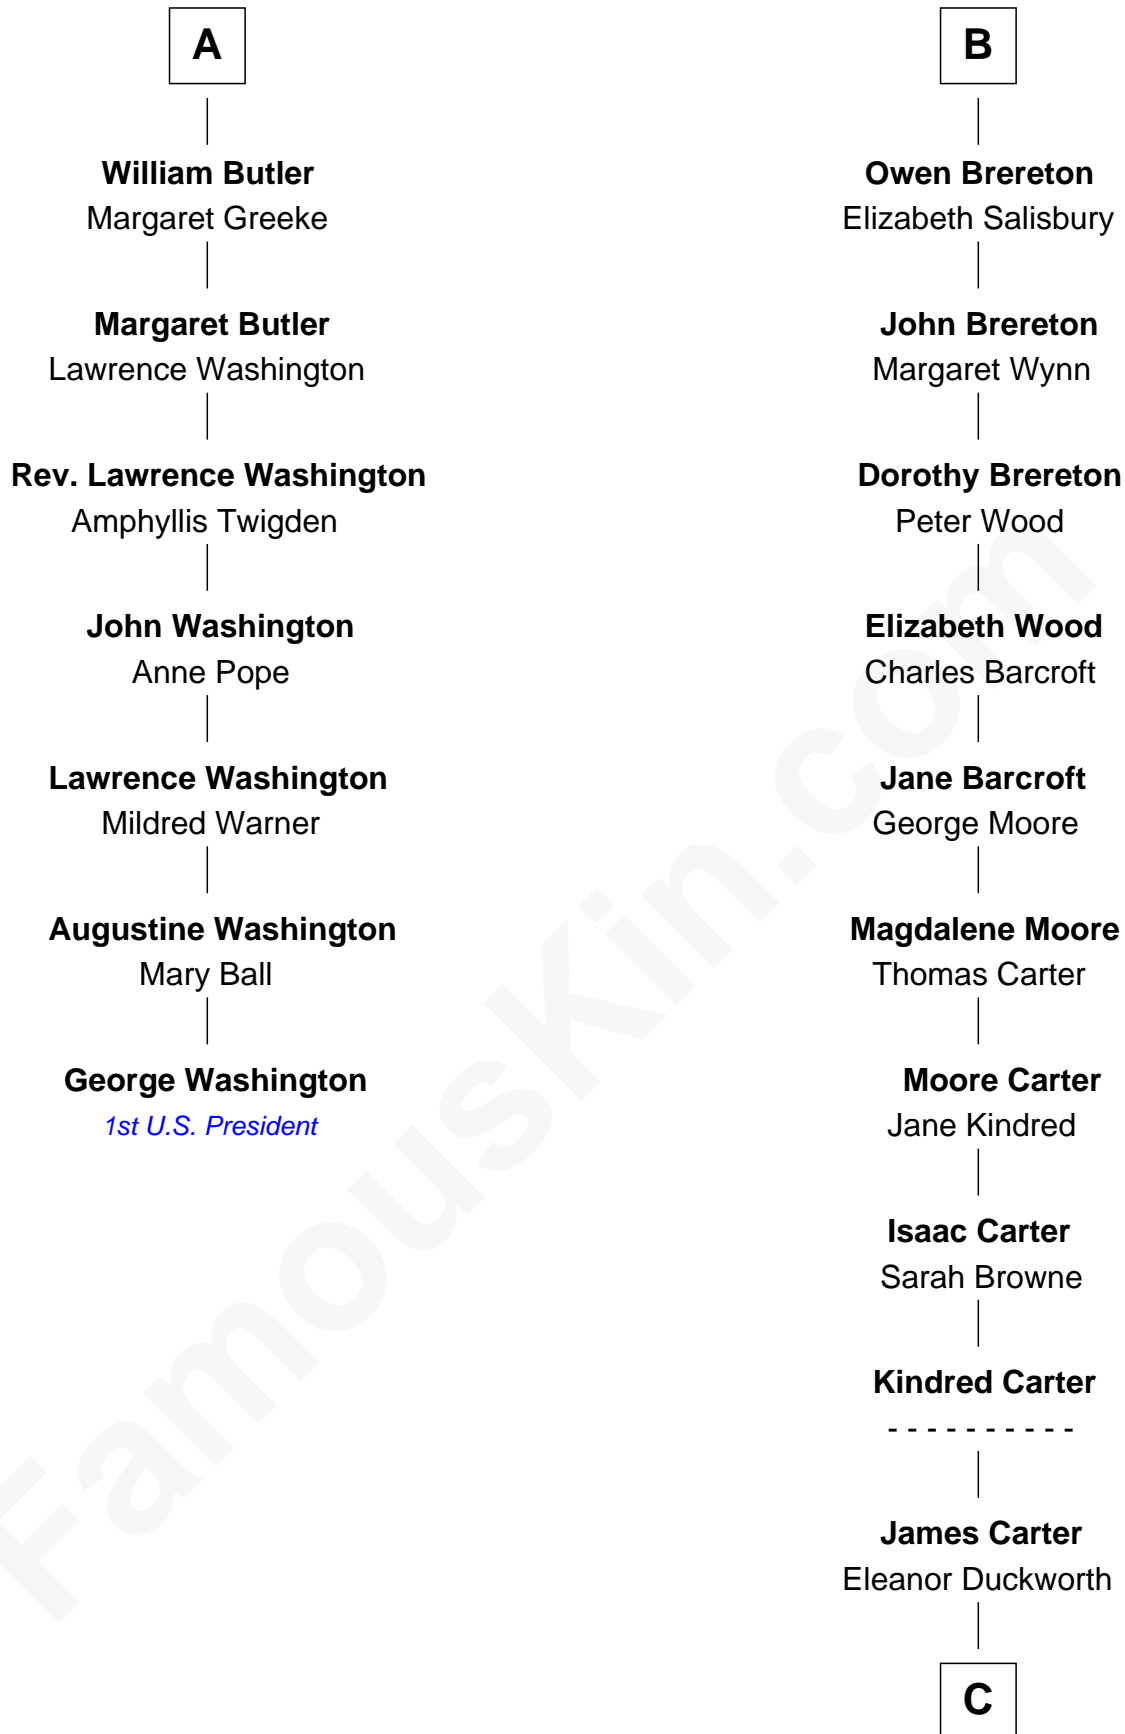 A
William Butler
Margaret Greeke
Margaret Butler
Lawrence Washington
Rev. Lawrence Washington
Amphyllis Twigden
John Washington
Anne Pope
Lawrence Washington
Mildred Warner
Augustine Washington
Mary Ball
George Washington
1st U.S. President
B
Owen Brereton
Elizabeth Salisbury
John Brereton
Margaret Wynn
Dorothy Brereton
Peter Wood
Elizabeth Wood
Charles Barcroft
Jane Barcroft
George Moore
Magdalene Moore
Thomas Carter
Moore Carter
Jane Kindred
Isaac Carter
Sarah Browne
Kindred Carter
- - - - - - - - - -
James Carter
Eleanor Duckworth
C
FamousKin.com